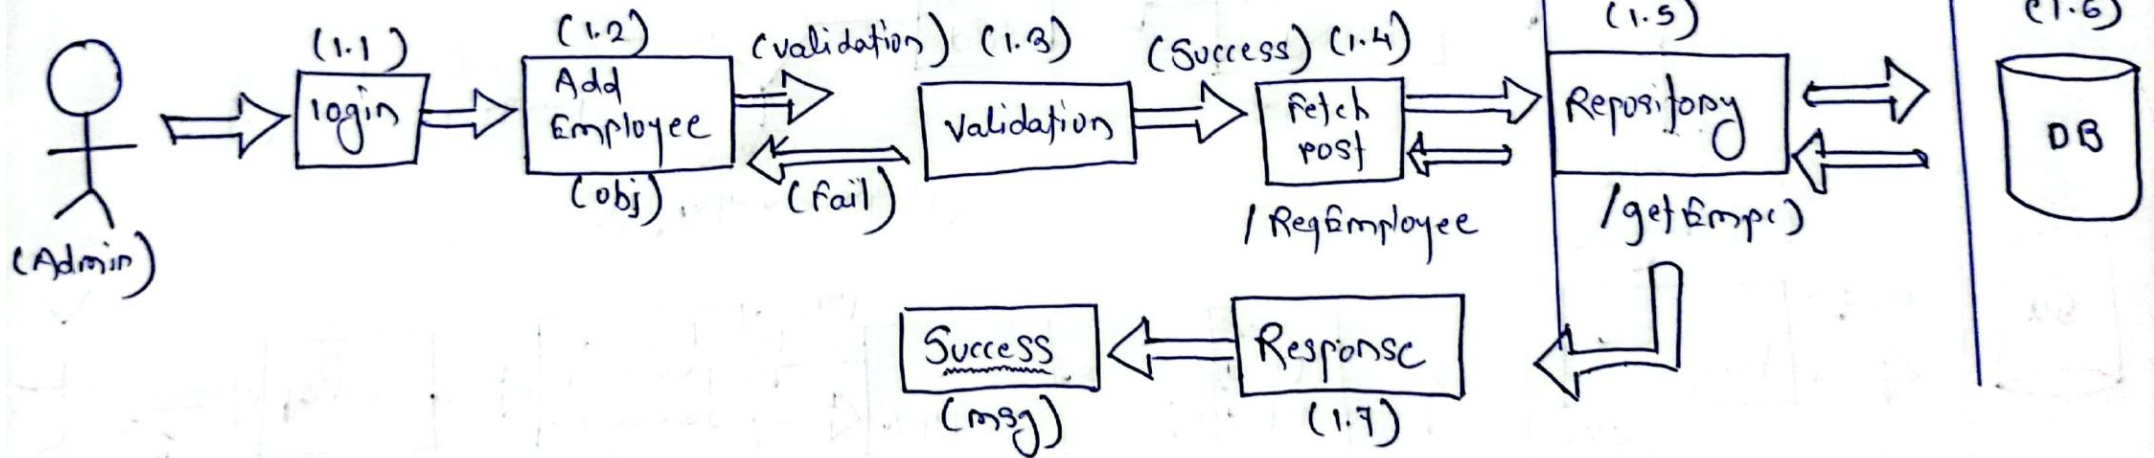 (1.1)
(1.2)
(validation)
(1.3)
(Success)
(1.4)
(1.5)
(1.6)
login
Add
Employee
(obj)
(Fail)
Validation
Fetch
post
/ RegEmployee
Repository
/getEmp()
DB
(Admin)
Success
(msg)
Response
(1.7)